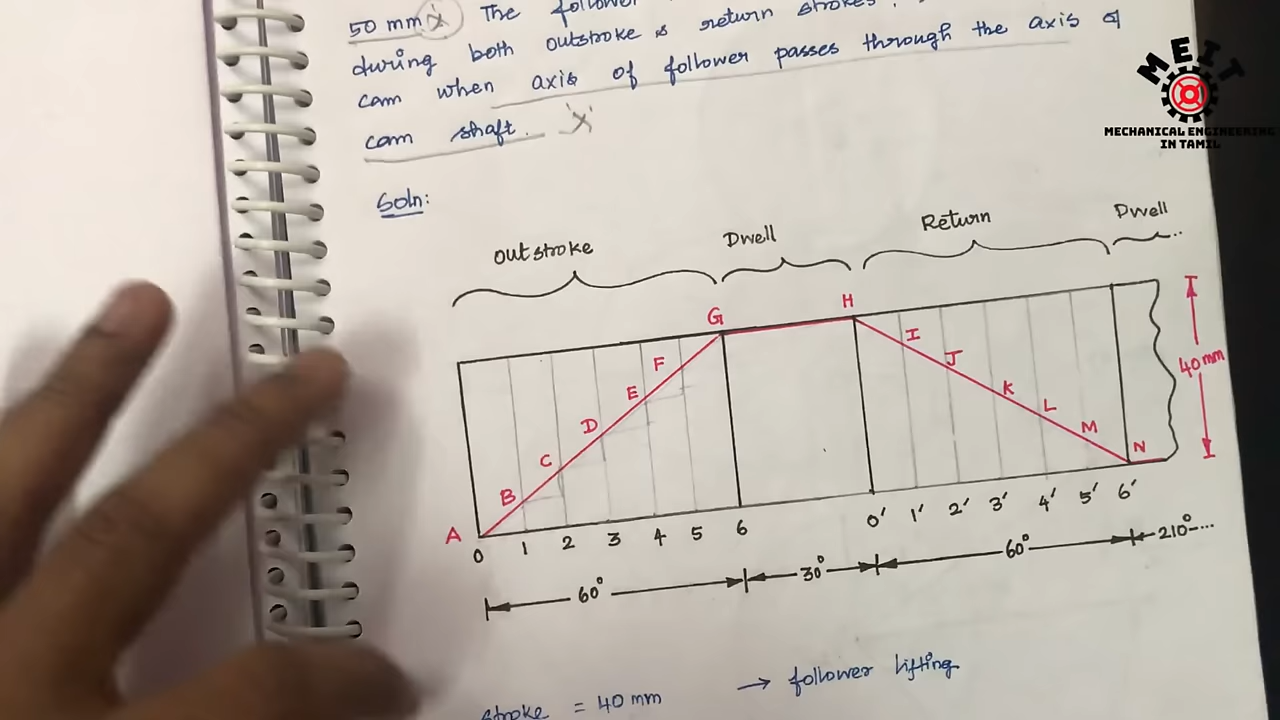 50 mm. The follower
during both outstroke & return strokes.
cam when axis of follower passes through the axis of
cam shaft.
MEIT
MECHANICAL ENGINEERING
IN TAMIL
Soln:
outstroke Dwell Return Dwell
A B C D E F G H I J K L M N
40 mm
0 1 2 3 4 5 6 0' 1' 2' 3' 4' 5' 6'
60° 30° 60° 210°...
stroke = 40 mm → follower lifting